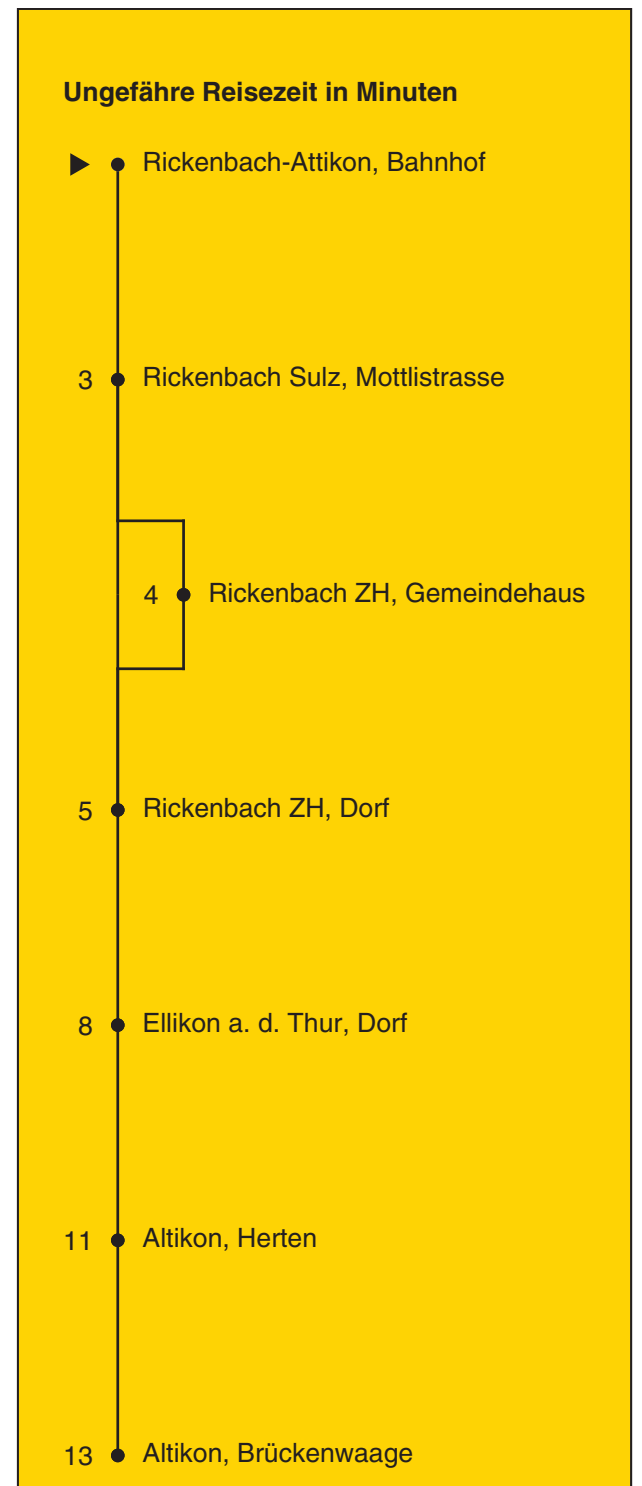 Ungefähre Reisezeit in Minuten
Rickenbach-Attikon, Bahnhof
3 Rickenbach Sulz, Mottlistrasse
4 Rickenbach ZH, Gemeindehaus
5 Rickenbach ZH, Dorf
8 Ellikon a. d. Thur, Dorf
11 Altikon, Herten
13 Altikon, Brückenwaage